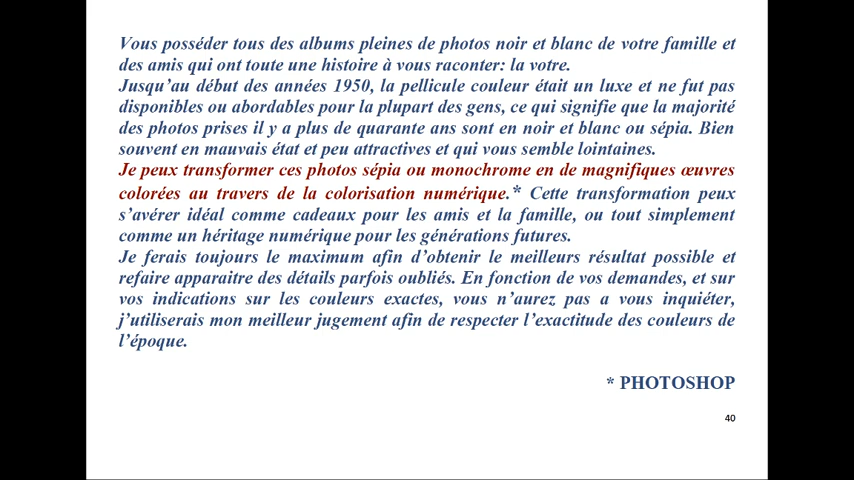 Vous posséder tous des albums pleines de photos noir et blanc de votre famille et
des amis qui ont toute une histoire à vous raconter: la votre.
Jusqu’au début des années 1950, la pellicule couleur était un luxe et ne fut pas
disponibles ou abordables pour la plupart des gens, ce qui signifie que la majorité
des photos prises il y a plus de quarante ans sont en noir et blanc ou sépia. Bien
souvent en mauvais état et peu attractives et qui vous semble lointaines.
Je peux transformer ces photos sépia ou monochrome en de magnifiques œuvres
colorées au travers de la colorisation numérique.* Cette transformation peux
s’avérer idéal comme cadeaux pour les amis et la famille, ou tout simplement
comme un héritage numérique pour les générations futures.
Je ferais toujours le maximum afin d’obtenir le meilleurs résultat possible et
refaire apparaitre des détails parfois oubliés. En fonction de vos demandes, et sur
vos indications sur les couleurs exactes, vous n’aurez pas a vous inquiéter,
j’utiliserais mon meilleur jugement afin de respecter l’exactitude des couleurs de
l’époque.
* PHOTOSHOP
40